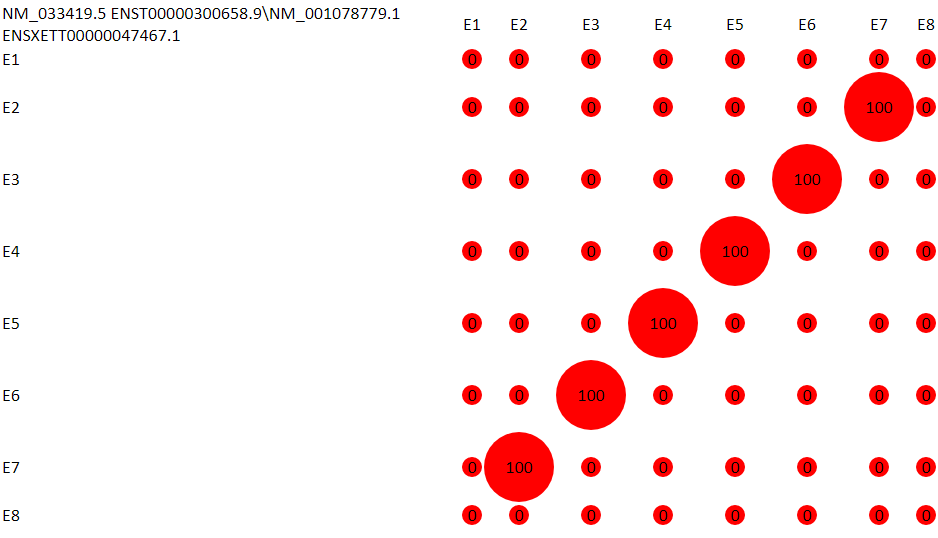 NM_033419.5 ENST00000300658.9\NM_001078779.1
ENSXETT00000047467.1
E1 E2 E3 E4 E5 E6 E7 E8
E1 0 0 0 0 0 0 0 0
E2 0 0 0 0 0 0 100 0
E3 0 0 0 0 0 100 0 0
E4 0 0 0 0 100 0 0 0
E5 0 0 0 100 0 0 0 0
E6 0 0 100 0 0 0 0 0
E7 0 100 0 0 0 0 0 0
E8 0 0 0 0 0 0 0 0